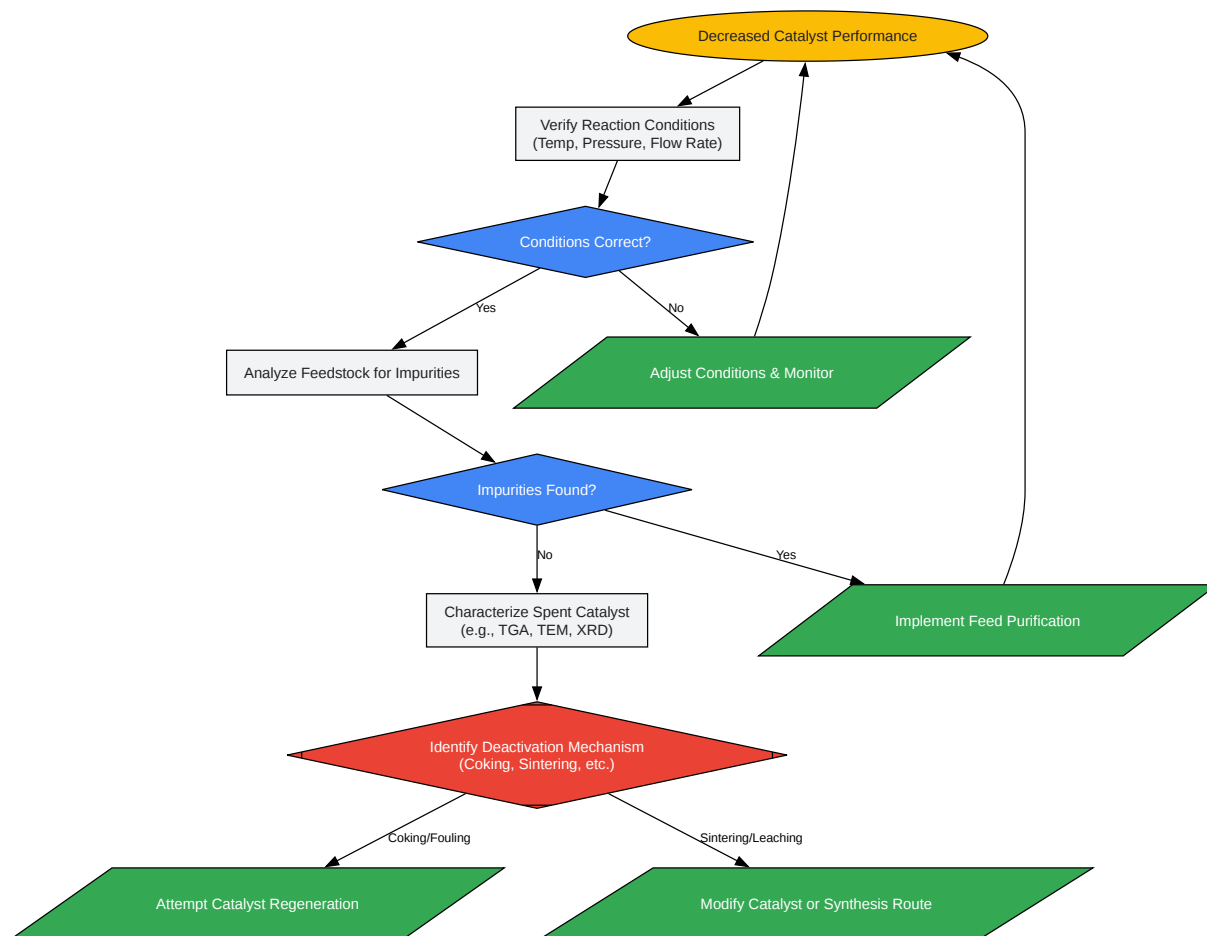 Decreased Catalyst Performance
Verify Reaction Conditions
(Temp, Pressure, Flow Rate)
Conditions Correct?
Yes
No
Analyze Feedstock for Impurities
Adjust Conditions & Monitor
Impurities Found?
No
Yes
Characterize Spent Catalyst
(e.g., TGA, TEM, XRD)
Implement Feed Purification
Identify Deactivation Mechanism
(Coking, Sintering, etc.)
Coking/Fouling
Sintering/Leaching
Attempt Catalyst Regeneration
Modify Catalyst or Synthesis Route